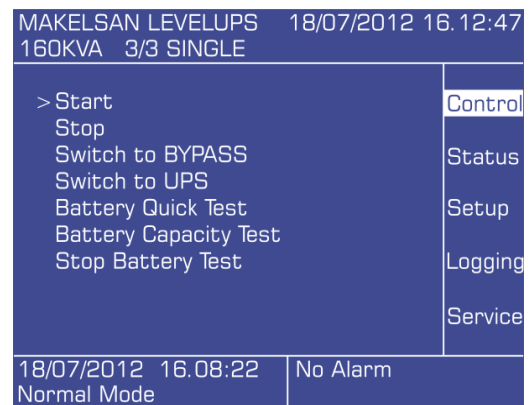 MAKELSAN LEVELUPS 18/07/2012 16.12:47
160KVA 3/3 SINGLE
> Start
Stop
Switch to BYPASS
Switch to UPS
Battery Quick Test
Battery Capacity Test
Stop Battery Test
Control
Status
Setup
Logging
Service
18/07/2012 16.08:22 No Alarm
Normal Mode